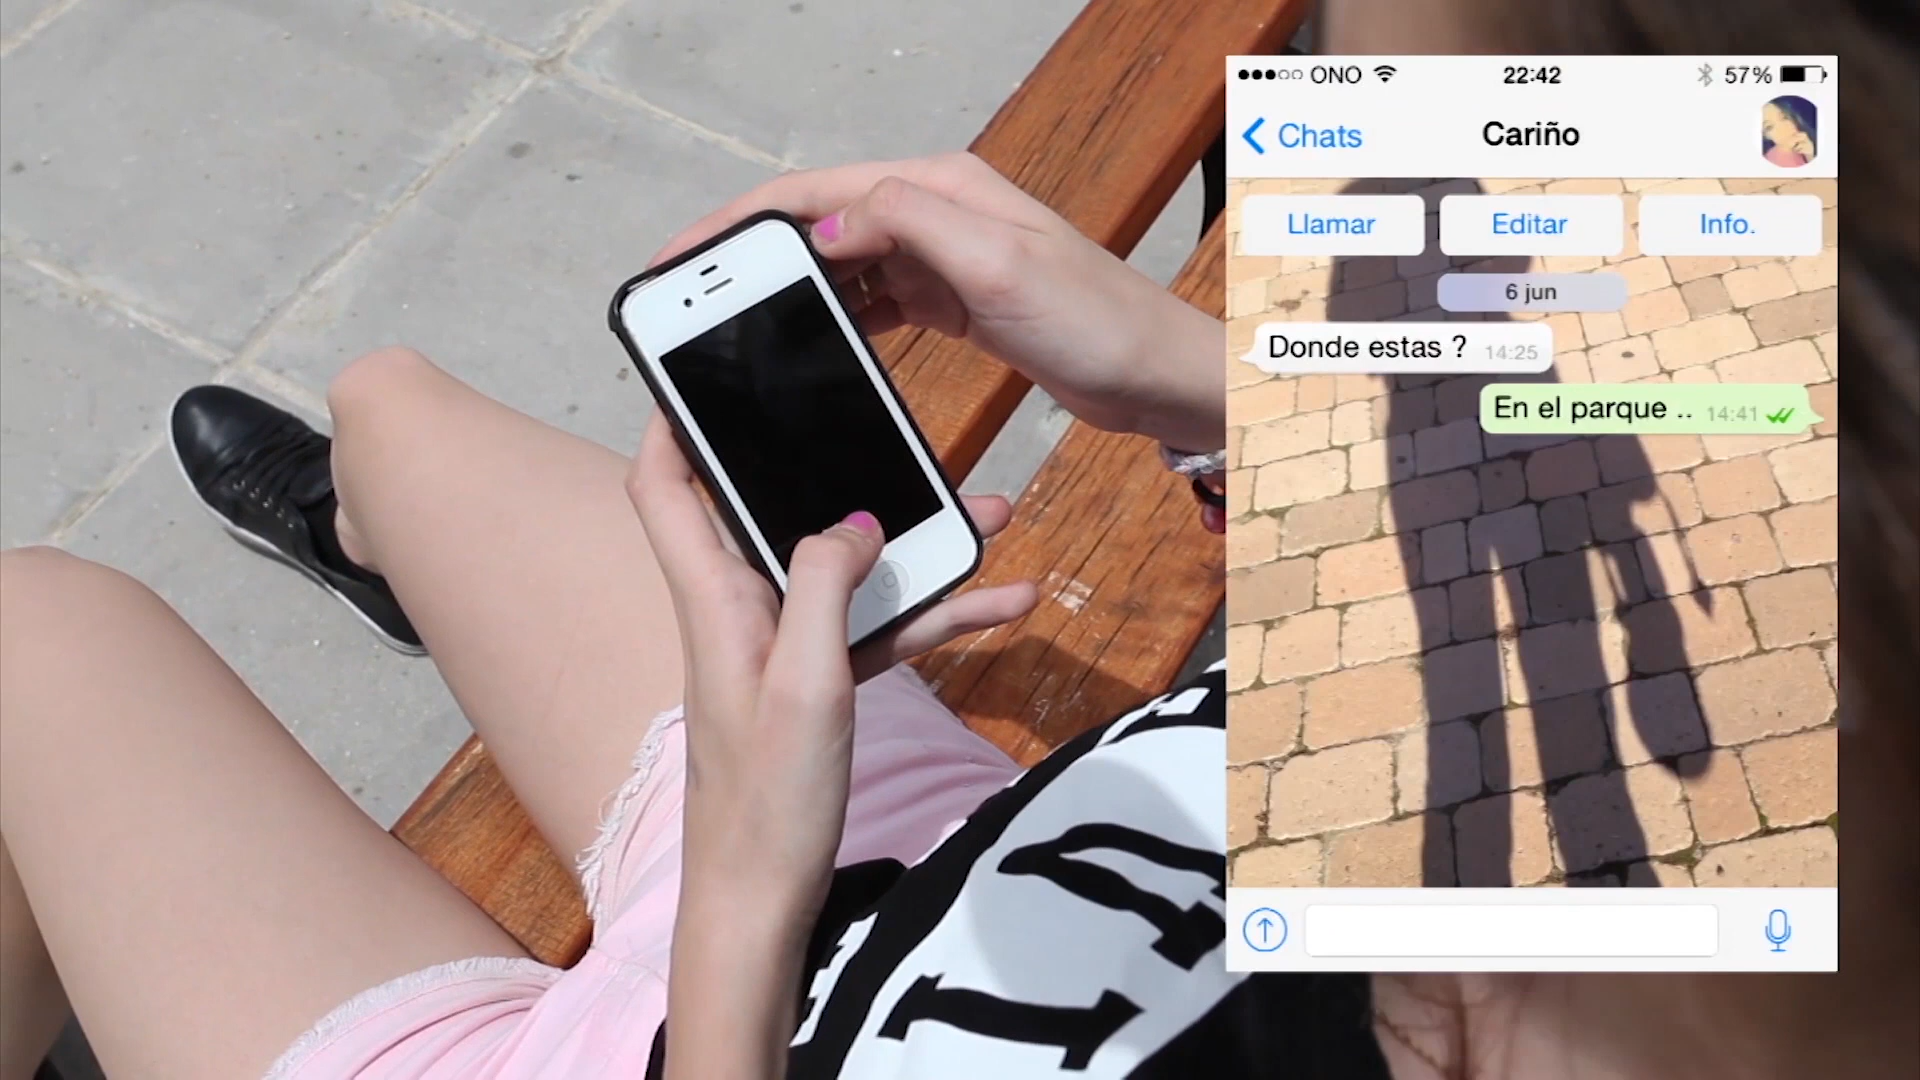 ONO 22:42 57%
Chats Cariño
Llamar Editar Info.
6 jun
Donde estas ? 14:25
En el parque .. 14:41